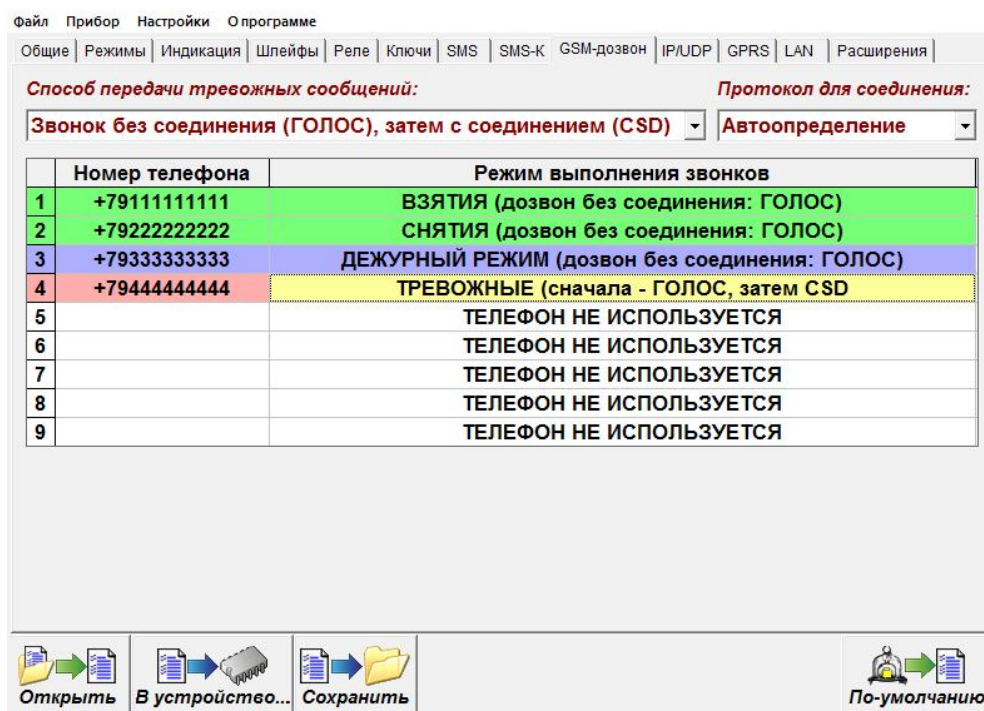 Файл Прибор Настройки О программе
Общие Режимы Индикация Шлейфы Реле Ключи SMS SMS-K GSM-дозвон IP/UDP GPRS LAN Расширения
Способ передачи тревожных сообщений: Протокол для соединения:
Звонок без соединения (ГОЛОС), затем с соединением (CSD) Автоопределение
Номер телефона Режим выполнения звонков
1 +79111111111 ВЗЯТИЯ (дозвон без соединения: ГОЛОС)
2 +79222222222 СНЯТИЯ (дозвон без соединения: ГОЛОС)
3 +79333333333 ДЕЖУРНЫЙ РЕЖИМ (дозвон без соединения: ГОЛОС)
4 +79444444444 ТРЕВОЖНЫЕ (сначала - ГОЛОС, затем CSD
5 ТЕЛЕФОН НЕ ИСПОЛЬЗУЕТСЯ
6 ТЕЛЕФОН НЕ ИСПОЛЬЗУЕТСЯ
7 ТЕЛЕФОН НЕ ИСПОЛЬЗУЕТСЯ
8 ТЕЛЕФОН НЕ ИСПОЛЬЗУЕТСЯ
9 ТЕЛЕФОН НЕ ИСПОЛЬЗУЕТСЯ
Открыть В устройство... Сохранить По-умолчанию